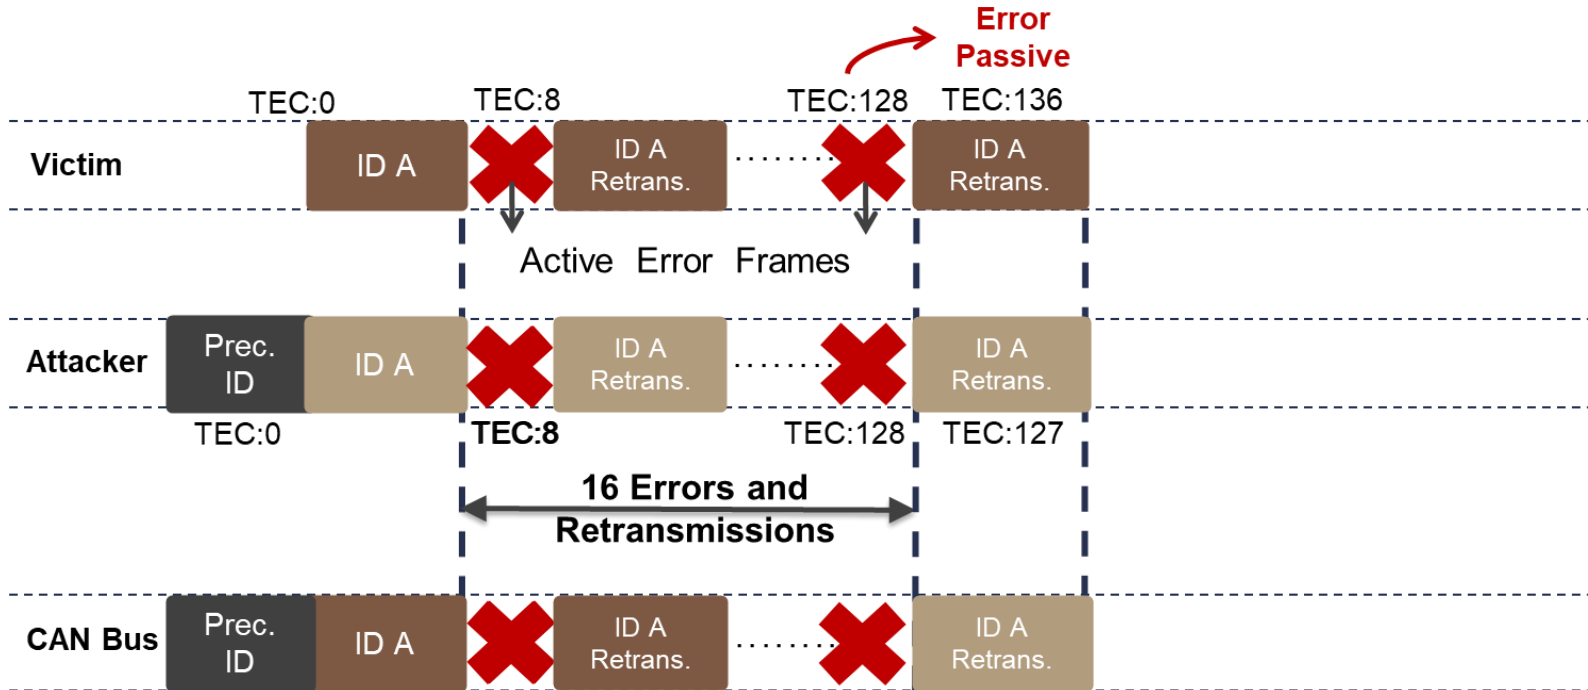 Error
Passive
TEC:0
TEC:8
TEC:128
TEC:136
Victim
ID A
ID A
Retrans.
........
ID A
Retrans.
Active Error Frames
Attacker
Prec.
ID
ID A
ID A
Retrans.
........
ID A
Retrans.
TEC:0
TEC:8
TEC:128
TEC:127
16 Errors and
Retransmissions
CAN Bus
Prec.
ID
ID A
ID A
Retrans.
........
ID A
Retrans.